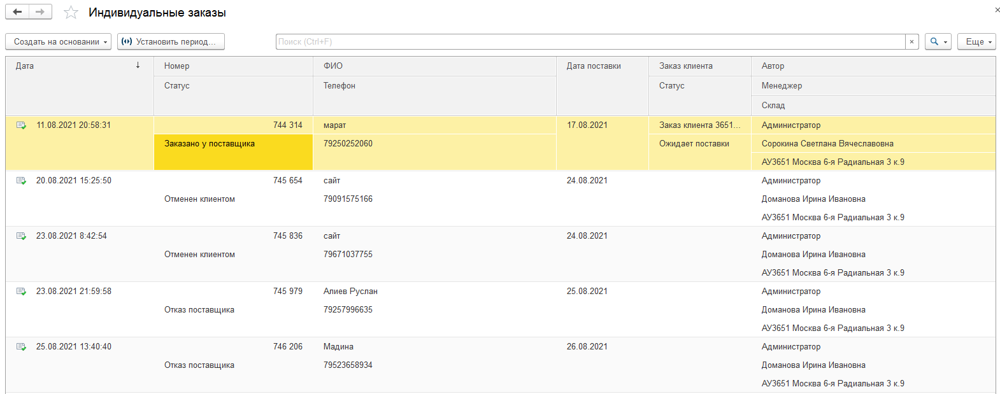 Индивидуальные заказы
Создать на основании
Установить период...
Поиск (Ctrl+F)
Еще
Дата
Номер
ФИО
Дата поставки
Заказ клиента
Автор
Статус
Телефон
Статус
Менеджер
Склад
11.08.2021 20:58:31
744 314
марат
17.08.2021
Заказ клиента 3651...
Администратор
Заказано у поставщика
79250252060
Ожидает поставки
Сорокина Светлана Вячеславовна
АУ3651 Москва 6-я Радиальная 3 к.9
20.08.2021 15:25:50
745 654
сайт
24.08.2021
Администратор
Отменен клиентом
79091575166
Доманова Ирина Ивановна
АУ3651 Москва 6-я Радиальная 3 к.9
23.08.2021 8:42:54
745 836
сайт
24.08.2021
Администратор
Отменен клиентом
79671037755
Доманова Ирина Ивановна
АУ3651 Москва 6-я Радиальная 3 к.9
23.08.2021 21:59:58
745 979
Алиев Руслан
25.08.2021
Администратор
Отказ поставщика
79257996635
Доманова Ирина Ивановна
АУ3651 Москва 6-я Радиальная 3 к.9
25.08.2021 13:40:40
746 206
Мадина
26.08.2021
Администратор
Отказ поставщика
79523658934
Доманова Ирина Ивановна
АУ3651 Москва 6-я Радиальная 3 к.9